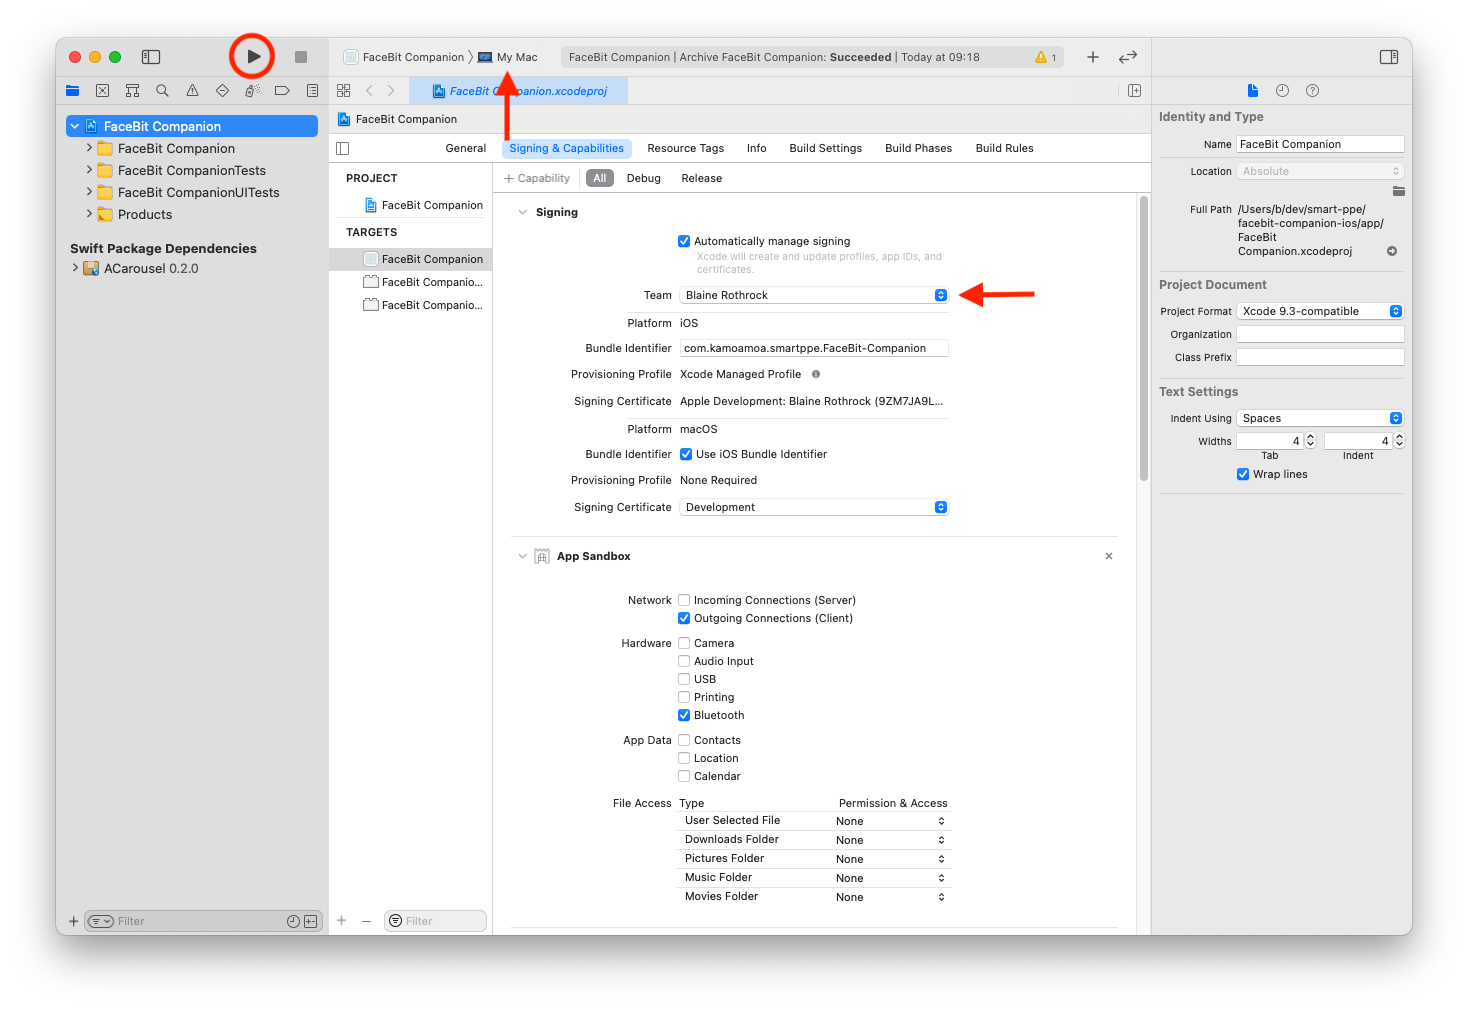 FaceBit Companion 〉 My Mac
FaceBit Companion | Archive FaceBit Companion: Succeeded | Today at 09:18
1
FaceBit Companion.xcodeproj
FaceBit Companion
FaceBit Companion
FaceBit CompanionTests
FaceBit CompanionUITests
Products
Swift Package Dependencies
ACarousel 0.2.0
Filter
FaceBit Companion
General
Signing & Capabilities
Resource Tags
Info
Build Settings
Build Phases
Build Rules
PROJECT
FaceBit Companion
TARGETS
FaceBit Companion
FaceBit Companio...
FaceBit Companio...
Filter
+ Capability
All
Debug
Release
Signing
Automatically manage signing
Xcode will create and update profiles, app IDs, and
certificates.
Team Blaine Rothrock
Platform iOS
Bundle Identifier com.kamoamoa.smartppe.FaceBit-Companion
Provisioning Profile Xcode Managed Profile
Signing Certificate Apple Development: Blaine Rothrock (9ZM7JA9L...
Platform macOS
Bundle Identifier Use iOS Bundle Identifier
Provisioning Profile None Required
Signing Certificate Development
App Sandbox
Network Incoming Connections (Server)
Outgoing Connections (Client)
Hardware Camera
Audio Input
USB
Printing
Bluetooth
App Data Contacts
Location
Calendar
File Access Type Permission & Access
User Selected File None
Downloads Folder None
Pictures Folder None
Music Folder None
Movies Folder None
Identity and Type
Name FaceBit Companion
Location Absolute
Full Path /Users/b/dev/smart-ppe/
facebit-companion-ios/app/
FaceBit
Companion.xcodeproj
Project Document
Project Format Xcode 9.3-compatible
Organization
Class Prefix
Text Settings
Indent Using Spaces
Widths 4 4
Tab Indent
Wrap lines